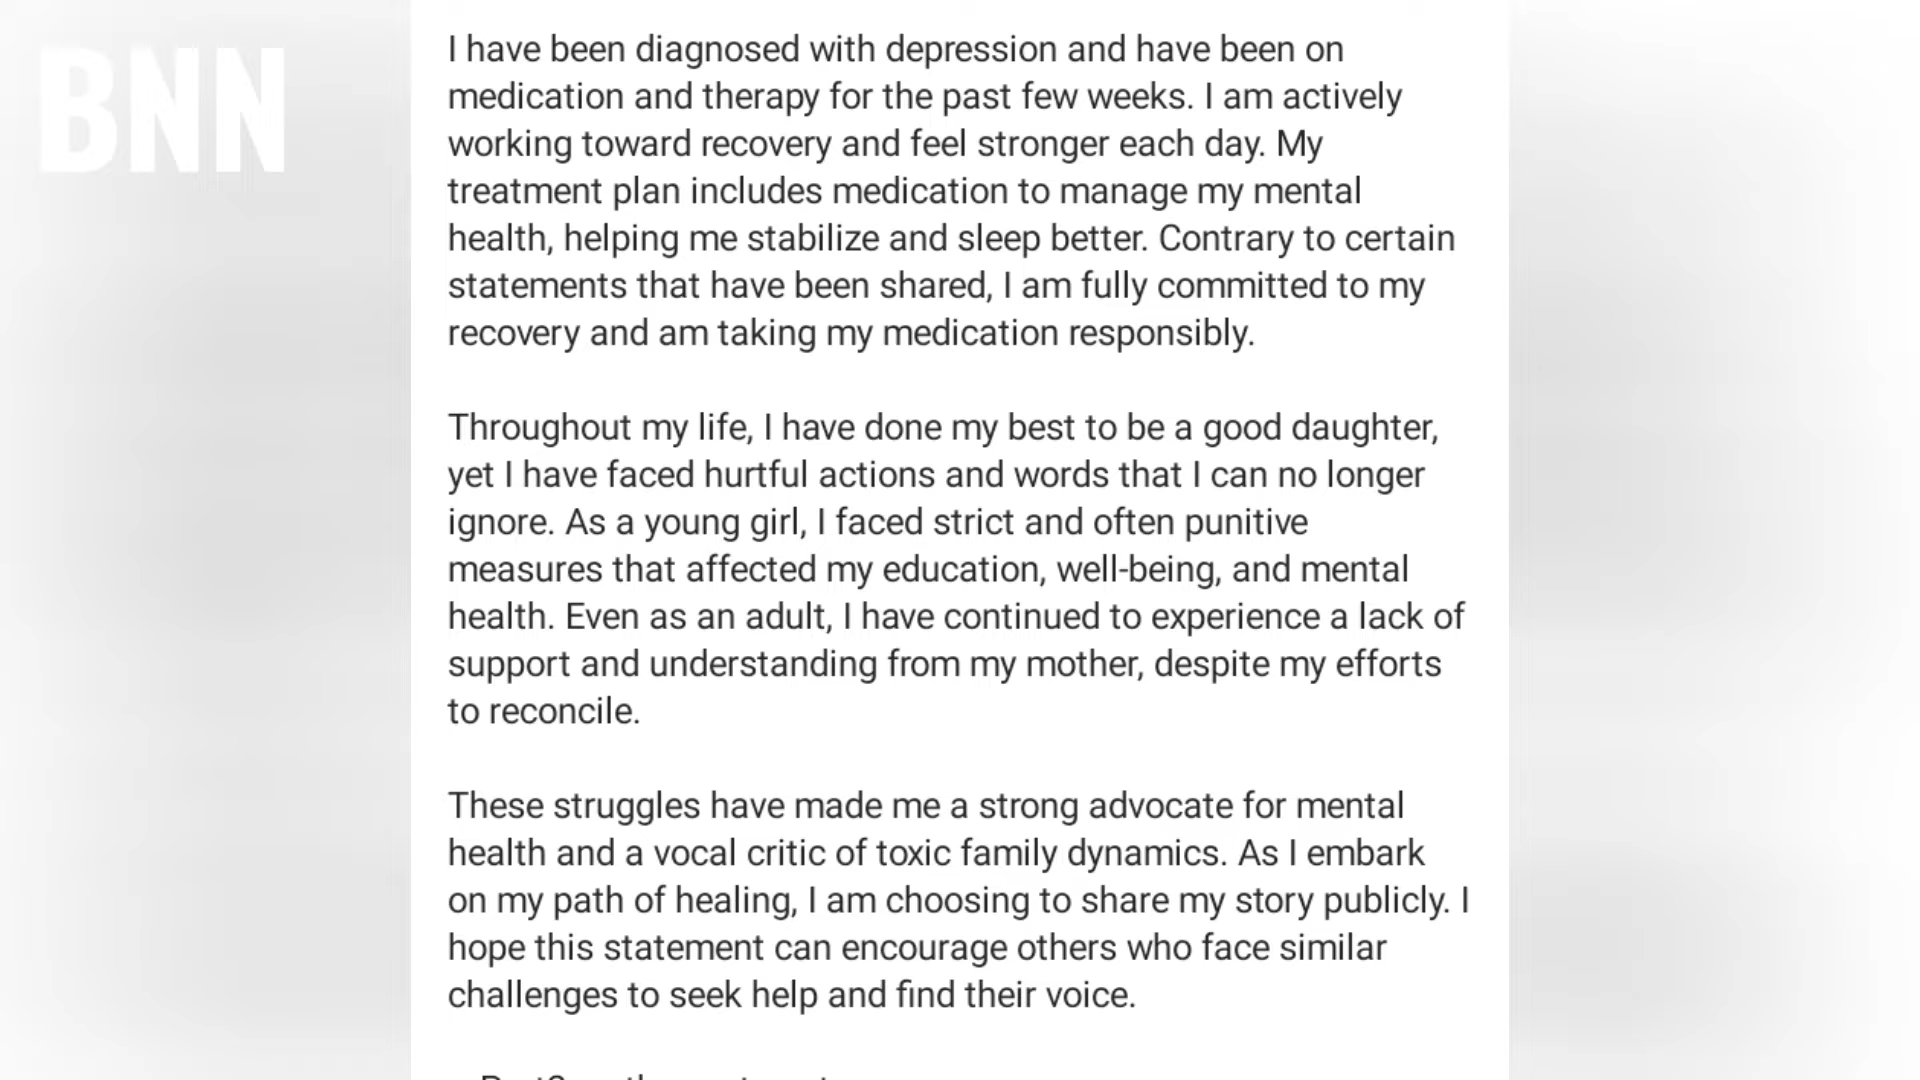 BNN
I have been diagnosed with depression and have been on
medication and therapy for the past few weeks. I am actively
working toward recovery and feel stronger each day. My
treatment plan includes medication to manage my mental
health, helping me stabilize and sleep better. Contrary to certain
statements that have been shared, I am fully committed to my
recovery and am taking my medication responsibly.
Throughout my life, I have done my best to be a good daughter,
yet I have faced hurtful actions and words that I can no longer
ignore. As a young girl, I faced strict and often punitive
measures that affected my education, well-being, and mental
health. Even as an adult, I have continued to experience a lack of
support and understanding from my mother, despite my efforts
to reconcile.
These struggles have made me a strong advocate for mental
health and a vocal critic of toxic family dynamics. As I embark
on my path of healing, I am choosing to share my story publicly. I
hope this statement can encourage others who face similar
challenges to seek help and find their voice.